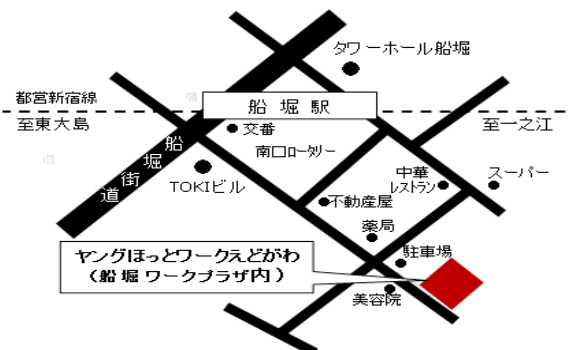 タワーホール船堀
都営新宿線
船堀駅
至東大島
至一之江
交番
南口ロータリー
船堀街道
TOKIビル
中華
レストラン
スーパー
不動産屋
薬局
駐車場
ヤングほっとワークえどがわ
（船堀ワークプラザ内）
美容院